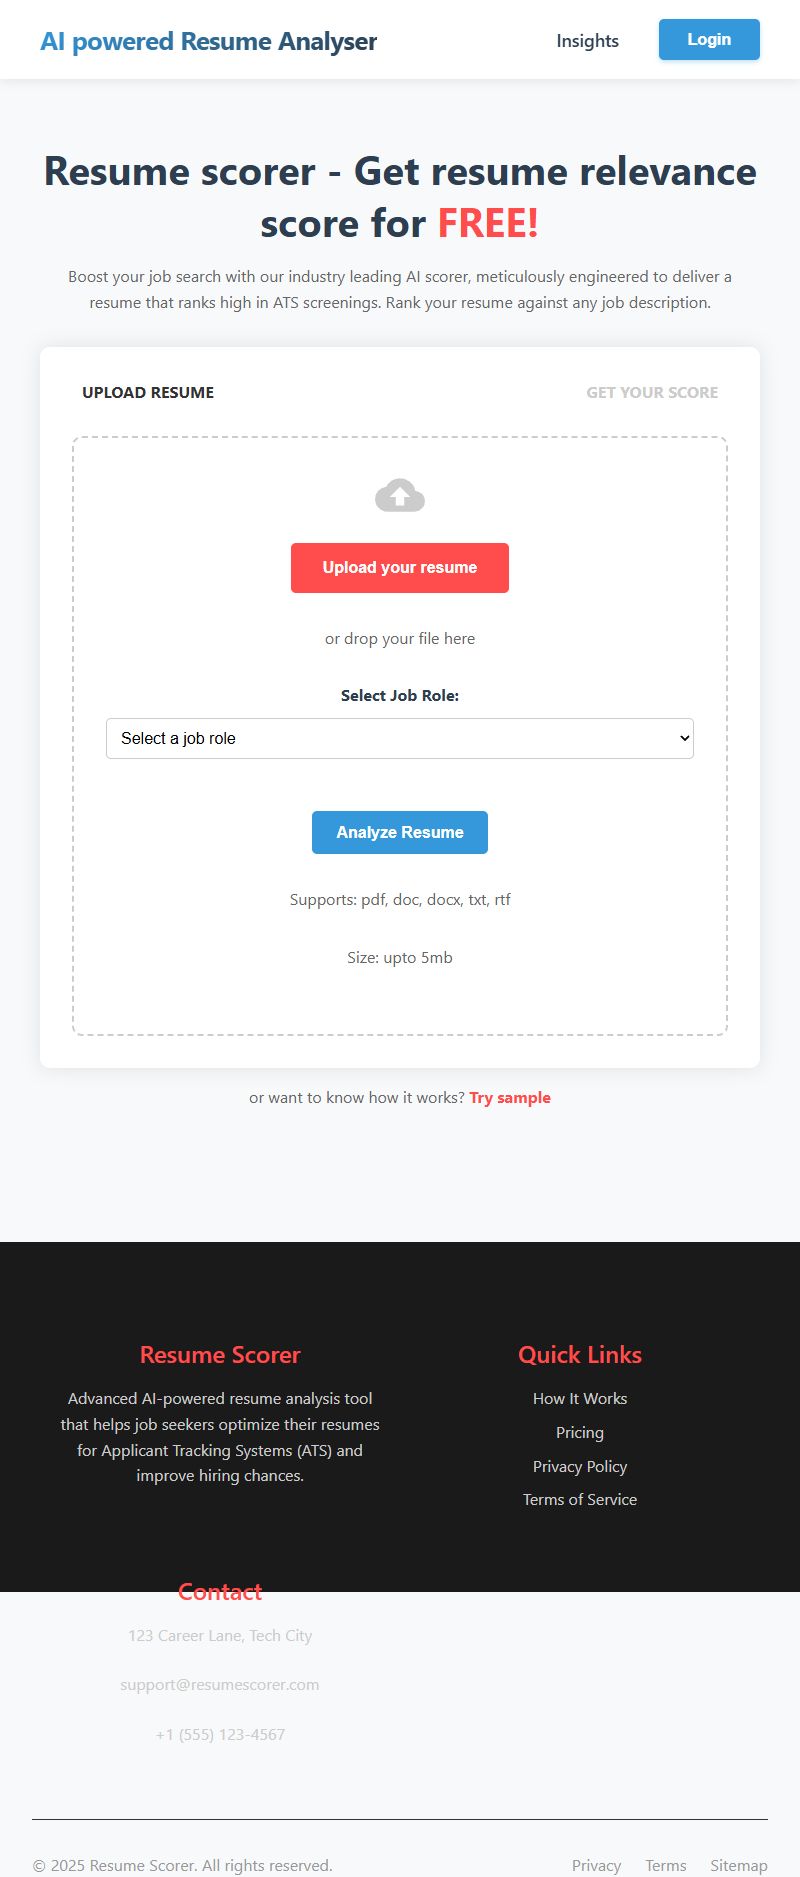 AI powered Resume Analyser
Insights
Login
Resume scorer - Get resume relevance
score for FREE!
Boost your job search with our industry leading AI scorer, meticulously engineered to deliver a
resume that ranks high in ATS screenings. Rank your resume against any job description.
UPLOAD RESUME
GET YOUR SCORE
Upload your resume
or drop your file here
Select Job Role:
Select a job role
Analyze Resume
Supports: pdf, doc, docx, txt, rtf
Size: upto 5mb
or want to know how it works? Try sample
Resume Scorer
Advanced AI-powered resume analysis tool
that helps job seekers optimize their resumes
for Applicant Tracking Systems (ATS) and
improve hiring chances.
Quick Links
How It Works
Pricing
Privacy Policy
Terms of Service
Contact
123 Career Lane, Tech City
support@resumescorer.com
+1 (555) 123-4567
© 2025 Resume Scorer. All rights reserved.
Privacy
Terms
Sitemap